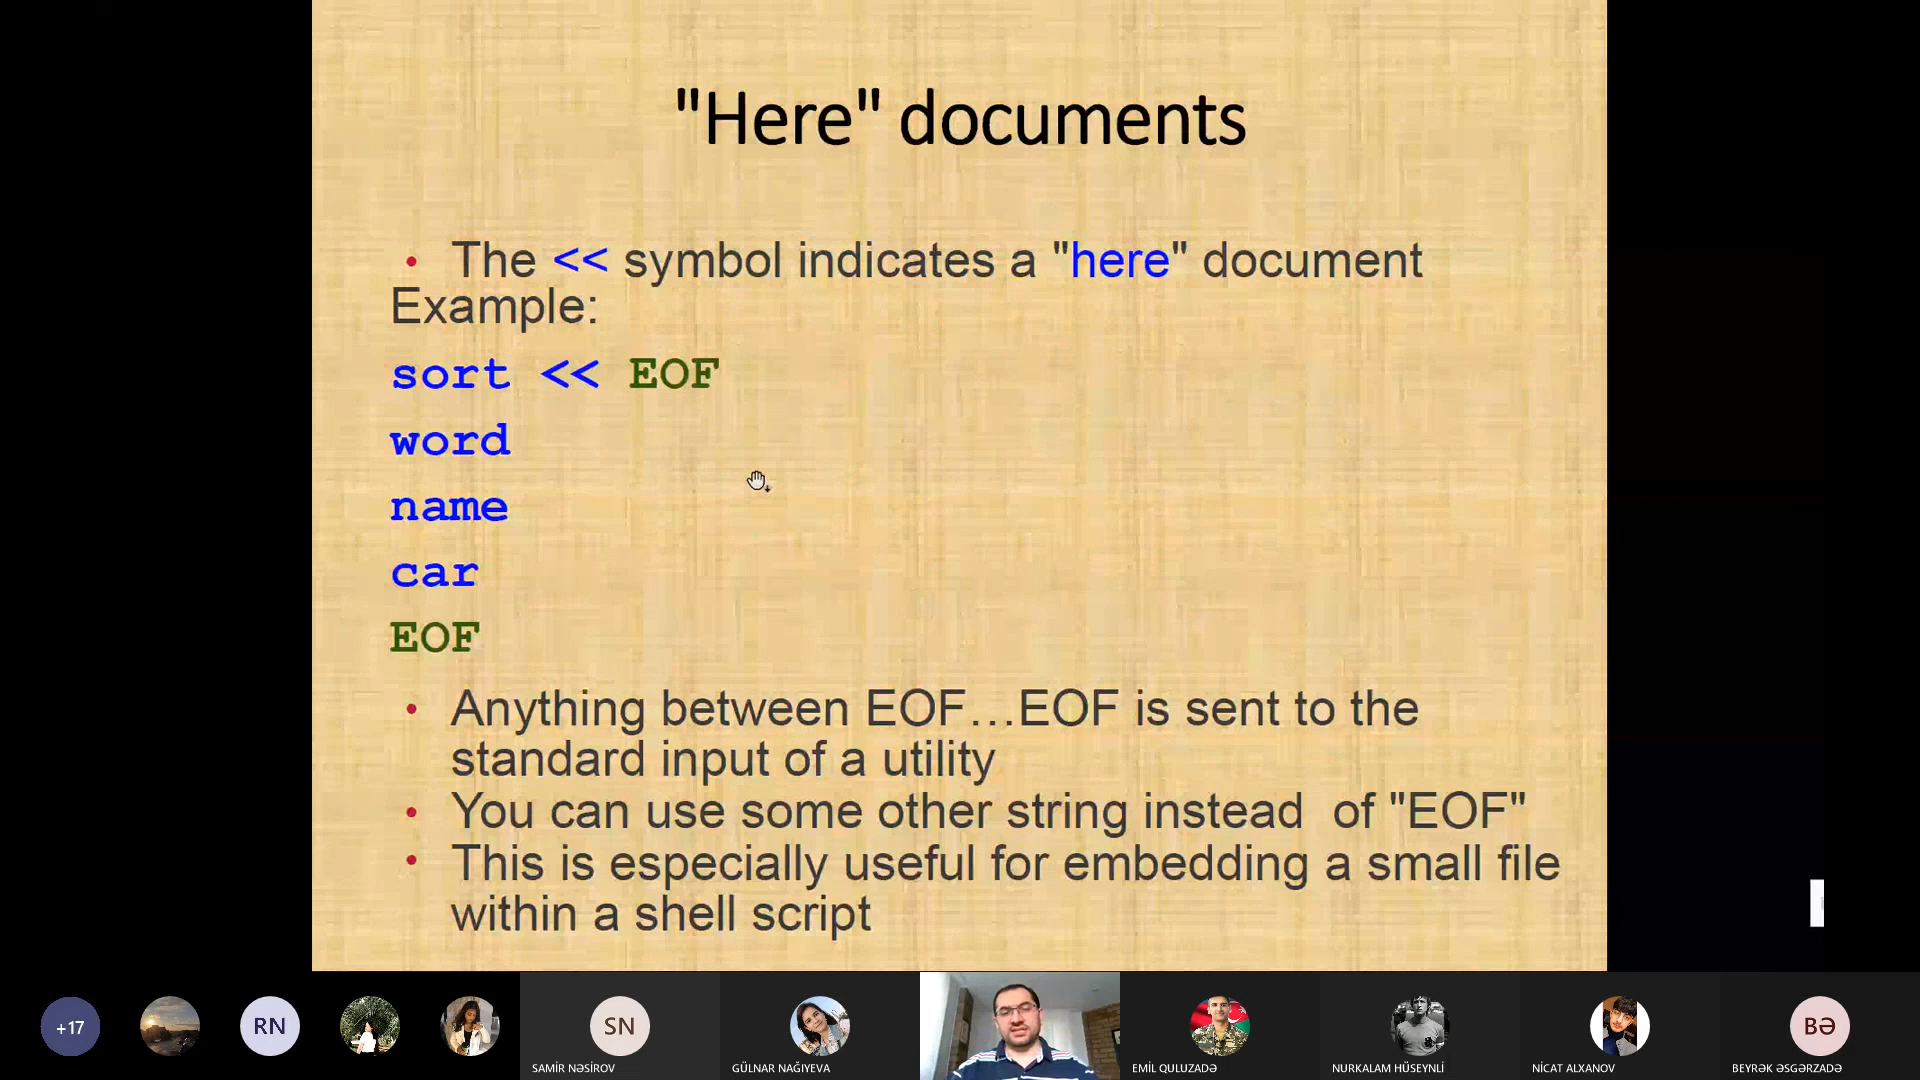 "Here" documents
• The << symbol indicates a "here" document
Example:
sort << EOF
word
name
car
EOF
• Anything between EOF...EOF is sent to the
standard input of a utility
• You can use some other string instead  of "EOF"
• This is especially useful for embedding a small file
within a shell script
+17
RN
SN
BƏ
SAMİR NƏSİROV
GÜLNAR NAĞIYEVA
EMİL QULUZADƏ
NURKALAM HÜSEYNLİ
NİCAT ALXANOV
BEYRƏK ƏSGƏRZADƏ